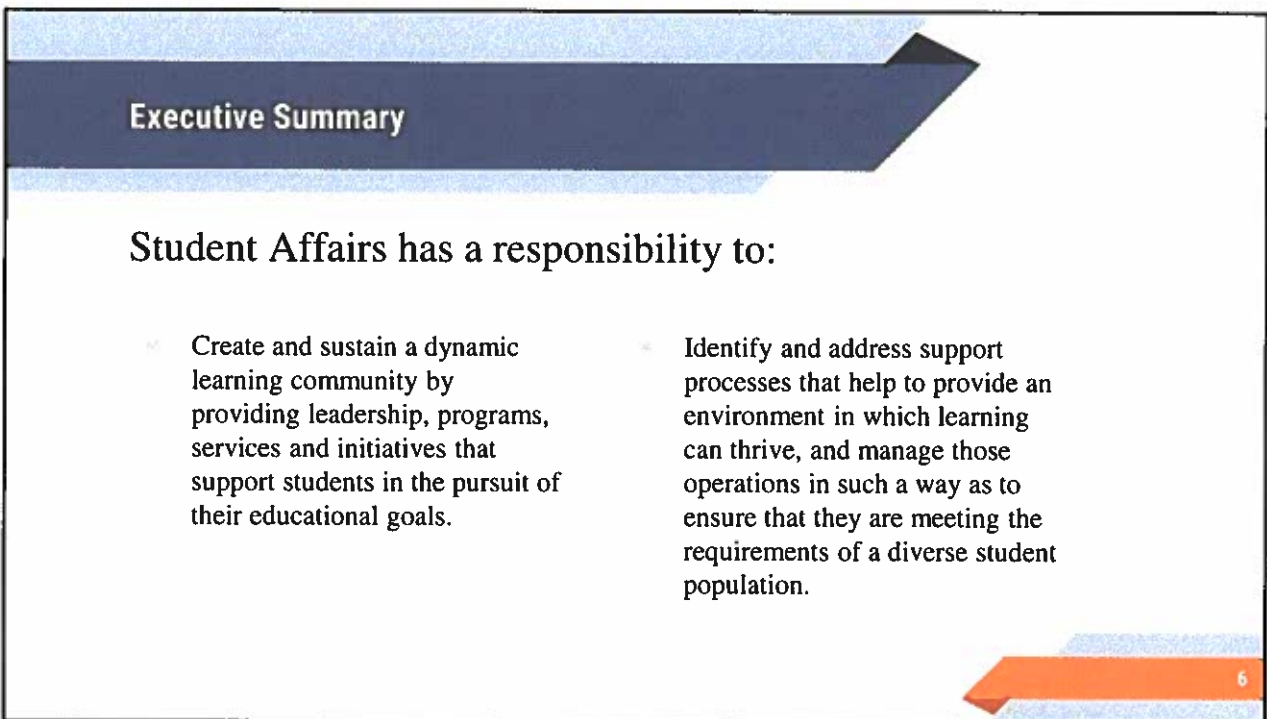 Executive Summary
Student Affairs has a responsibility to:
Create and sustain a dynamic
learning community by
providing leadership, programs,
services and initiatives that
support students in the pursuit of
their educational goals.
Identify and address support
processes that help to provide an
environment in which learning
can thrive, and manage those
operations in such a way as to
ensure that they are meeting the
requirements of a diverse student
population.
6